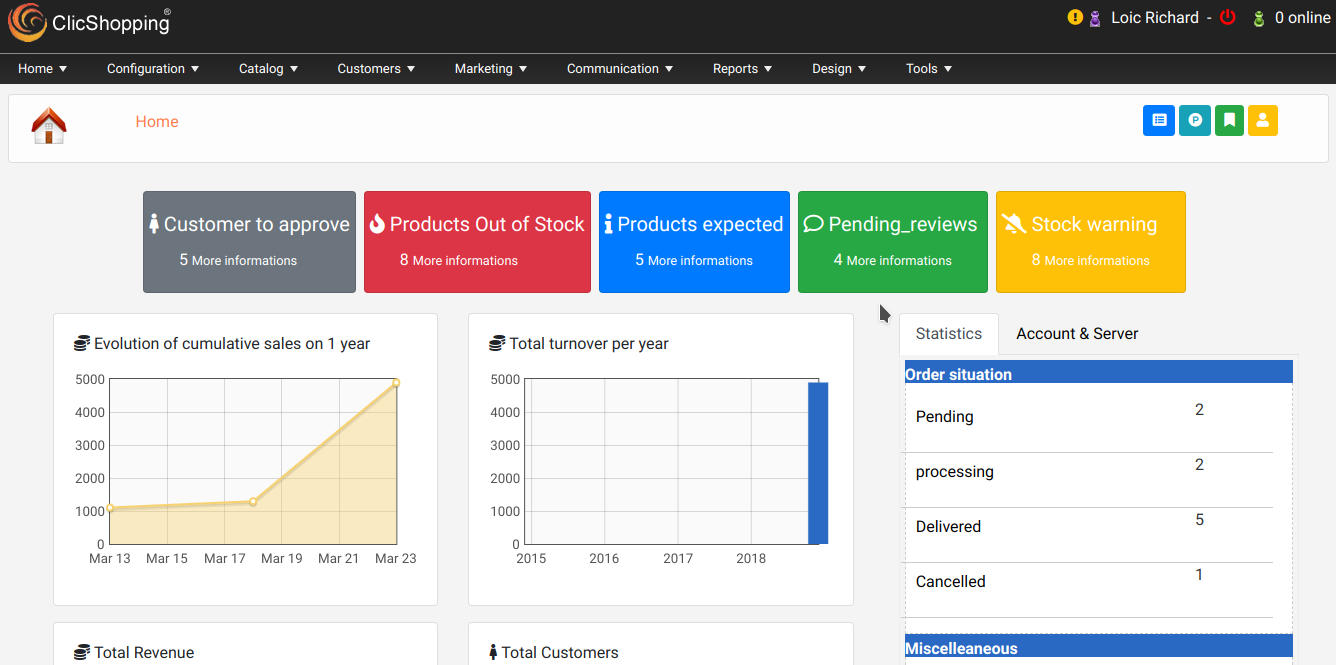 ClicShopping®
Loic Richard - 0 online
Home Configuration Catalog Customers Marketing Communication Reports Design Tools
Home
Customer to approve
5 More informations
Products Out of Stock
8 More informations
Products expected
5 More informations
Pending_reviews
4 More informations
Stock warning
8 More informations
Evolution of cumulative sales on 1 year
5000
4000
3000
2000
1000
0
Mar 13 Mar 15 Mar 17 Mar 19 Mar 21 Mar 23
Total turnover per year
5000
4000
3000
2000
1000
0
2015 2016 2017 2018
Statistics Account & Server
Order situation
Pending 2
processing 2
Delivered 5
Cancelled 1
Miscelleaneous
Total Revenue
Total Customers